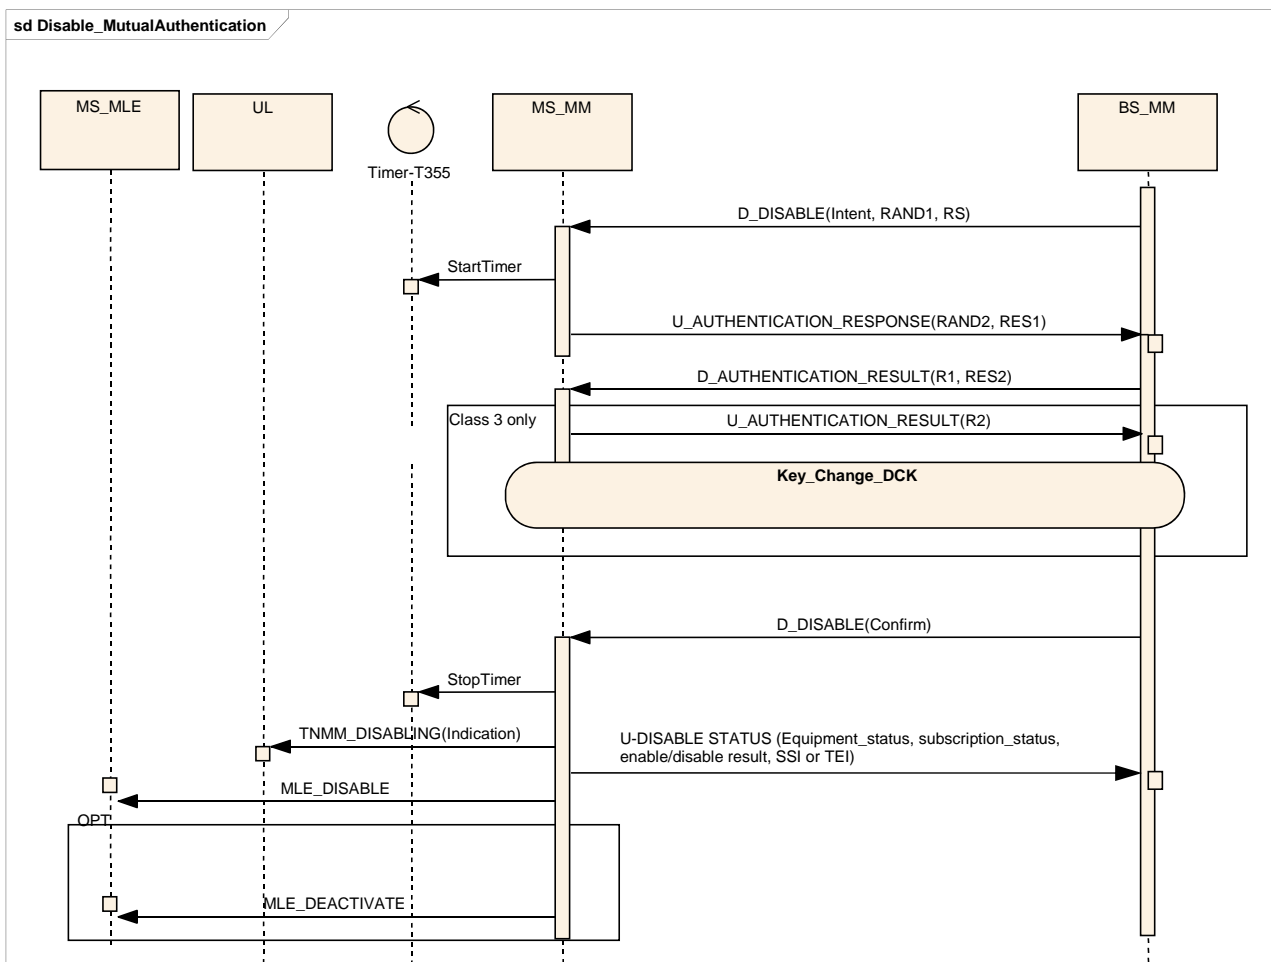 sd Disable_MutualAuthentication
MS_MLE
UL
Timer-T355
MS_MM
BS_MM
D_DISABLE(Intent, RAND1, RS)
StartTimer
U_AUTHENTICATION_RESPONSE(RAND2, RES1)
D_AUTHENTICATION_RESULT(R1, RES2)
Class 3 only
U_AUTHENTICATION_RESULT(R2)
Key_Change_DCK
D_DISABLE(Confirm)
StopTimer
TNMM_DISABLING(Indication)
U-DISABLE STATUS (Equipment_status, subscription_status,
enable/disable result, SSI or TEI)
MLE_DISABLE
OPT
MLE_DEACTIVATE